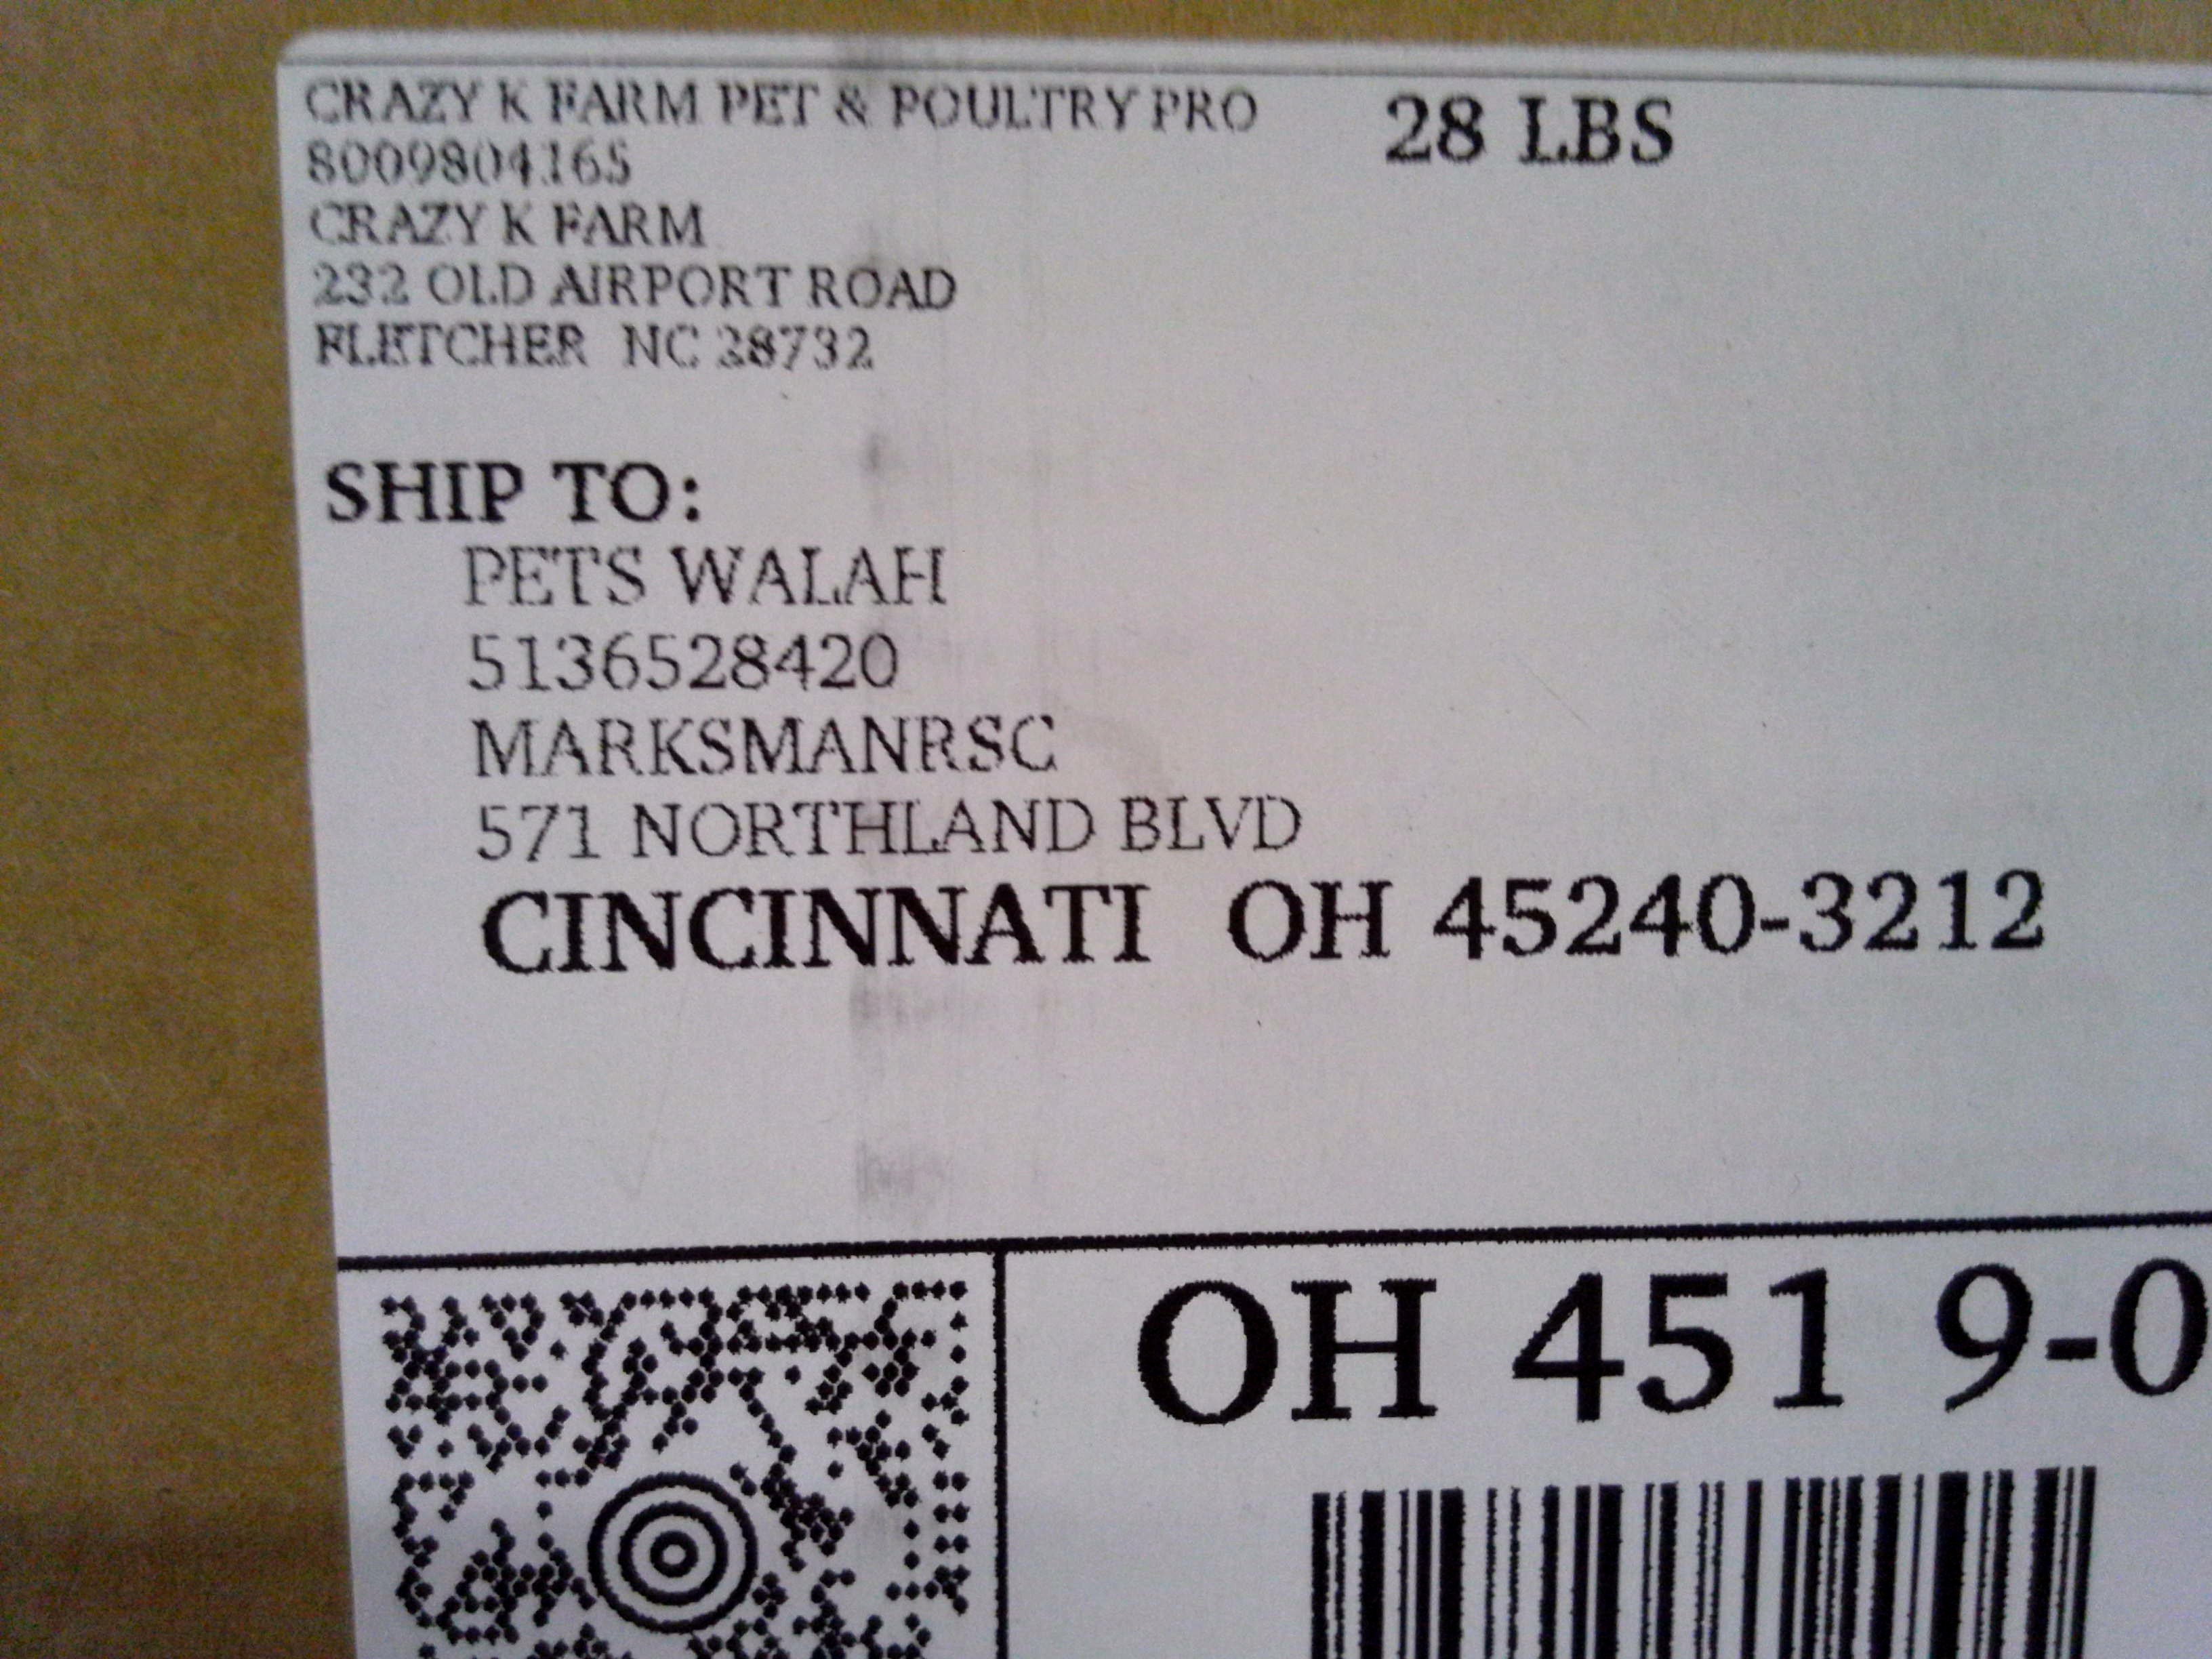 CRAZY K FARM PET & POULTRY PRO
28 LBS
8009804165
CRAZY K FARM
232 OLD AIRPORT ROAD
FLETCHER NC 28732
SHIP TO:
PETS WALAH
5136528420
MARKSMANRSC
571 NORTHLAND BLVD
CINCINNATI OH 45240-3212
OH 451 9-0